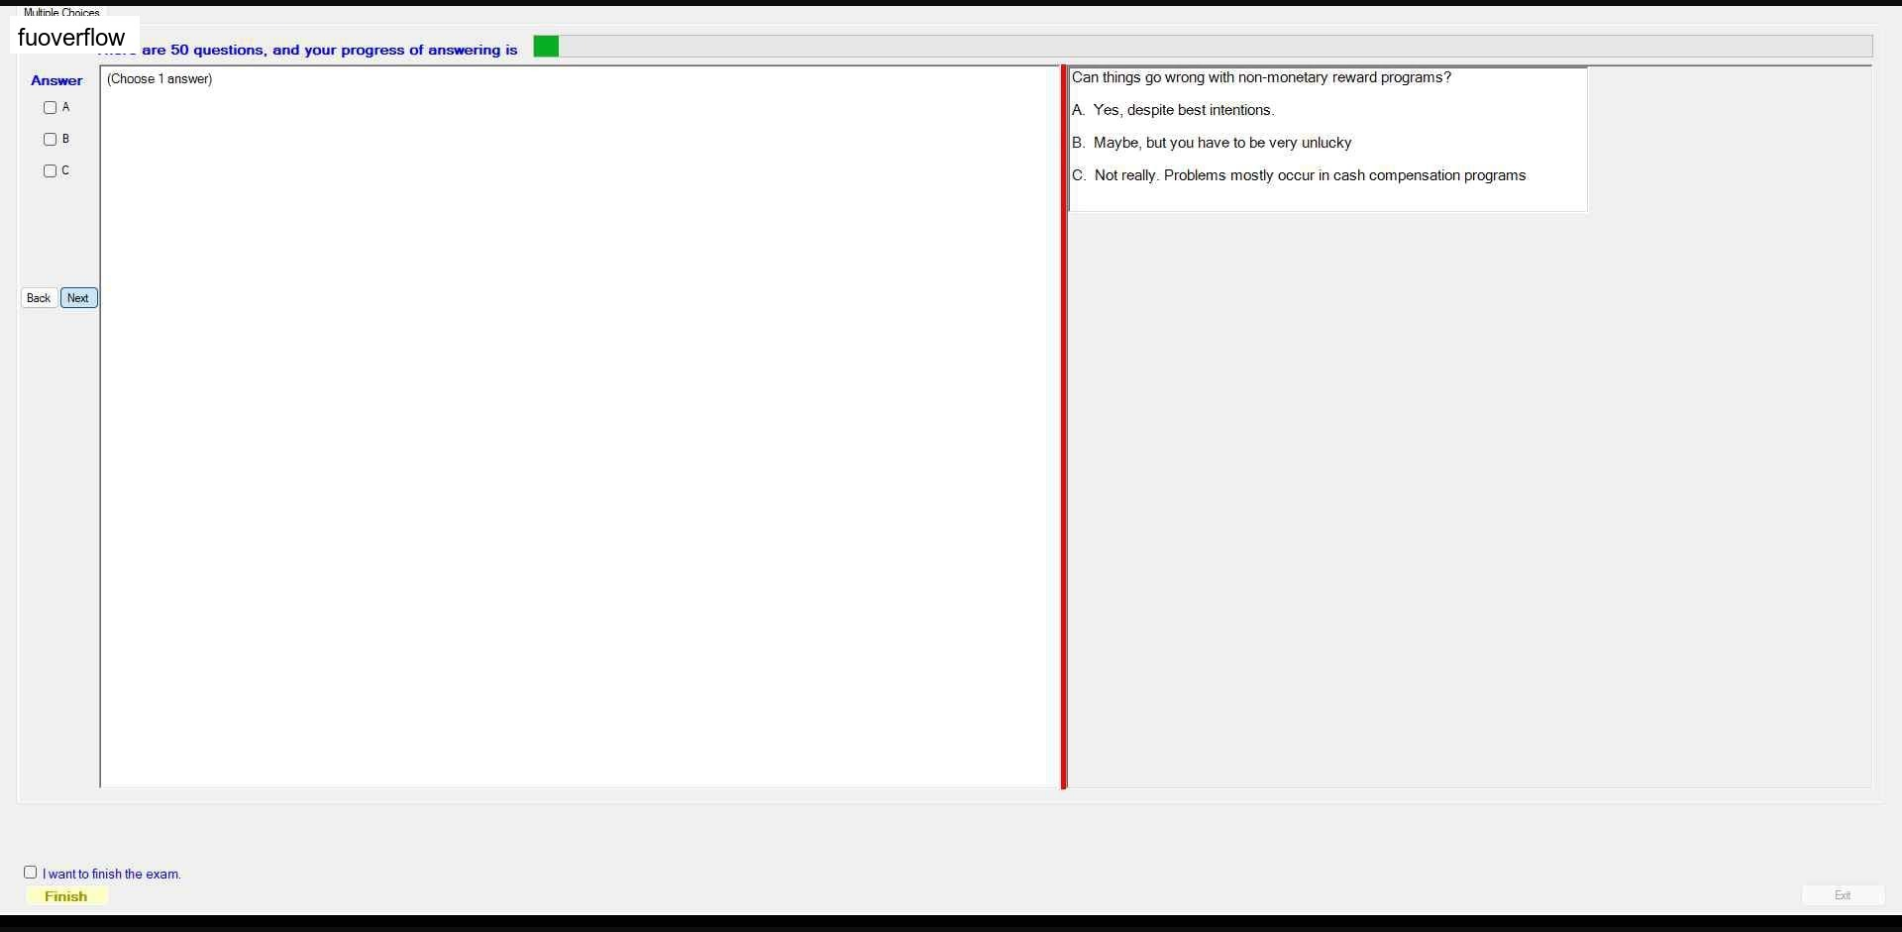 Multiple Choices
fuoverflow
are 50 questions, and your progress of answering is
Answer
(Choose 1 answer)
A
B
C
Back
Next
Can things go wrong with non-monetary reward programs?
A. Yes, despite best intentions.
B. Maybe, but you have to be very unlucky
C. Not really. Problems mostly occur in cash compensation programs
I want to finish the exam.
Finish
Exit